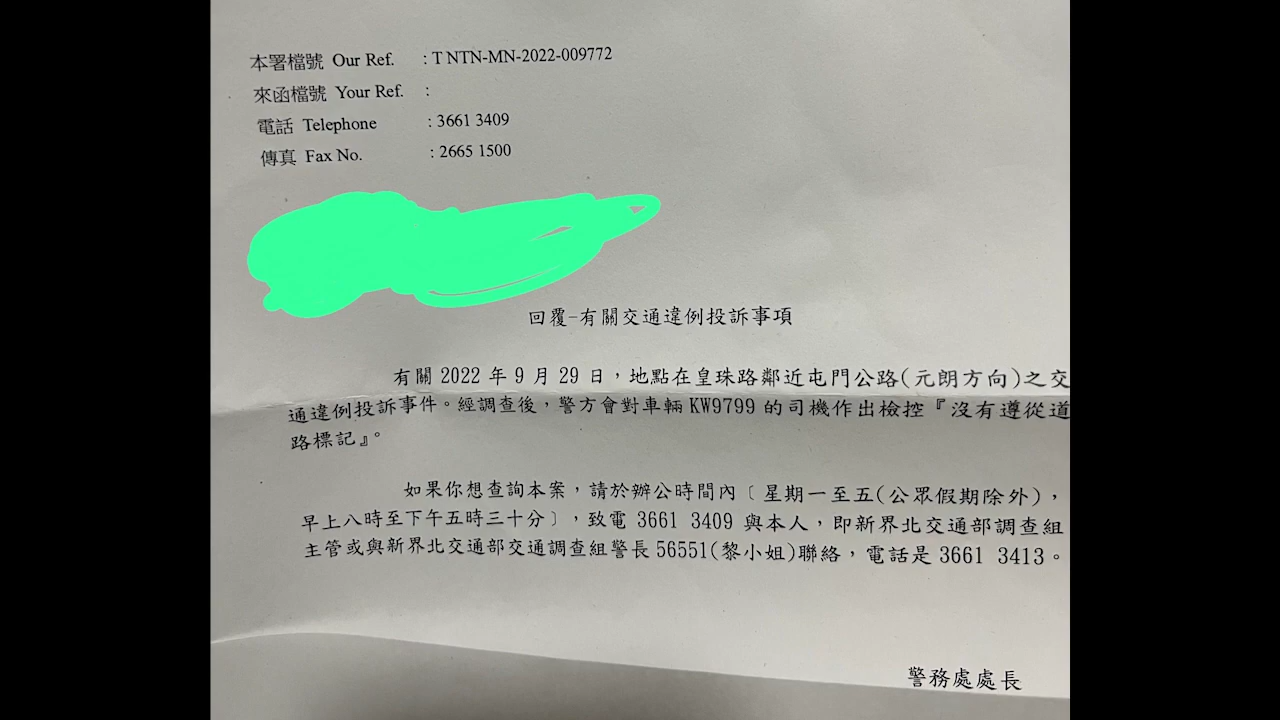 本署檔號 Our Ref. : T NTN-MN-2022-009772
來函檔號 Your Ref. :
電話 Telephone : 3661 3409
傳真 Fax No. : 2665 1500
回覆-有關交通違例投訴事項
有關 2022 年 9 月 29 日，地點在皇珠路鄰近屯門公路(元朗方向)之交
通違例投訴事件。經調查後，警方會對車輛 KW9799 的司機作出檢控『沒有遵從道
路標記』。
如果你想查詢本案，請於辦公時間內〔 星期一至五(公眾假期除外)，
早上八時至下午五時三十分〕，致電 3661 3409 與本人，即新界北交通部調查組
主管或與新界北交通部交通調查組警長 56551(黎小姐)聯絡，電話是 3661 3413。
警務處處長